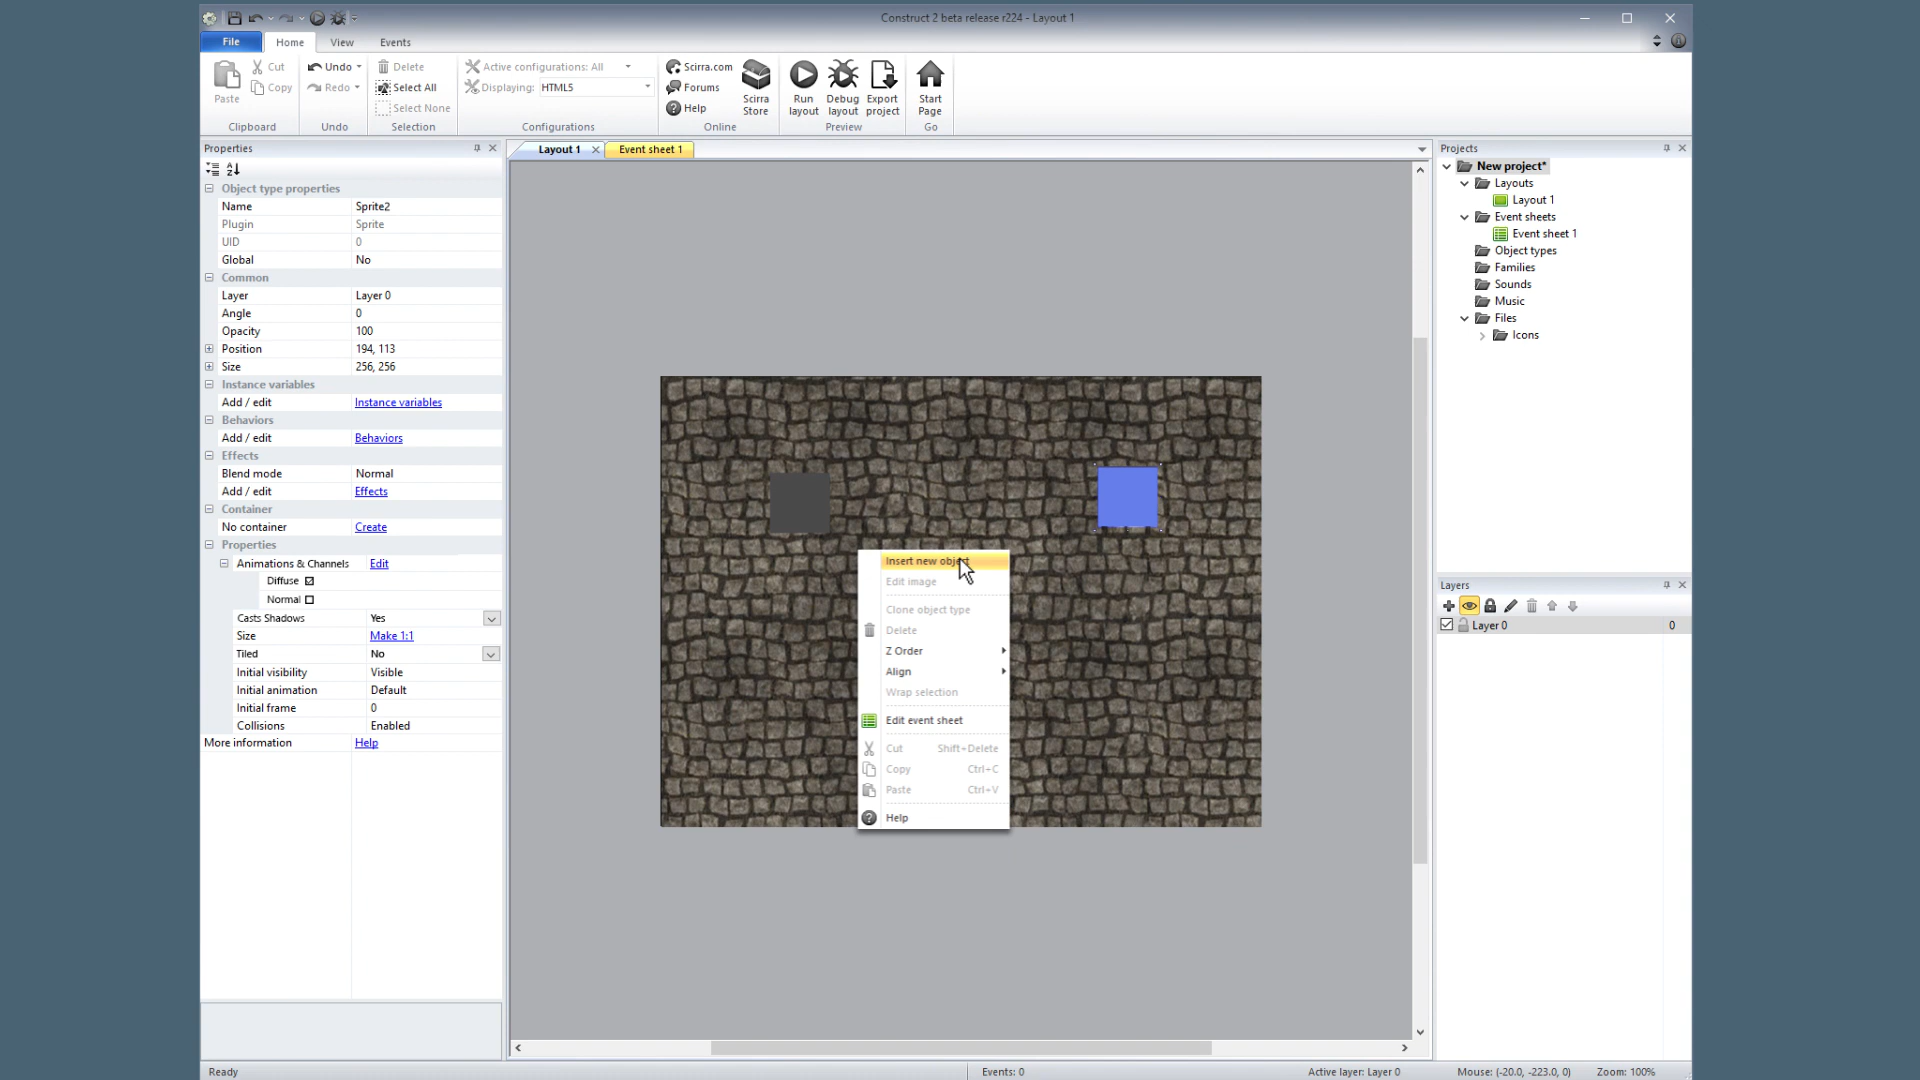 Construct 2 beta release r224 - Layout 1
File
Home
View
Events
Paste
Cut
Copy
Clipboard
Undo
Redo
Undo
Delete
Select All
Select None
Selection
Active configurations: All
Displaying: HTML5
Configurations
Scirra.com
Forums
Help
Scirra Store
Online
Run layout
Debug layout
Export project
Preview
Start Page
Go
Properties
Object type properties
Name Sprite2
Plugin Sprite
UID 0
Global No
Common
Layer Layer 0
Angle 0
Opacity 100
Position 194, 113
Size 256, 256
Instance variables
Add / edit Instance variables
Behaviors
Add / edit Behaviors
Effects
Blend mode Normal
Add / edit Effects
Container
No container Create
Properties
Animations & Channels Edit
Diffuse
Normal
Casts Shadows Yes
Size Make 1:1
Tiled No
Initial visibility Visible
Initial animation Default
Initial frame 0
Collisions Enabled
More information Help
Layout 1
Event sheet 1
Insert new object
Edit image
Clone object type
Delete
Z Order
Align
Wrap selection
Edit event sheet
Cut Shift+Delete
Copy Ctrl+C
Paste Ctrl+V
Help
Projects
New project*
Layouts
Layout 1
Event sheets
Event sheet 1
Object types
Families
Sounds
Music
Files
Icons
Layers
Layer 0 0
Ready
Events: 0
Active layer: Layer 0
Mouse: (-20.0, -223.0, 0)
Zoom: 100%